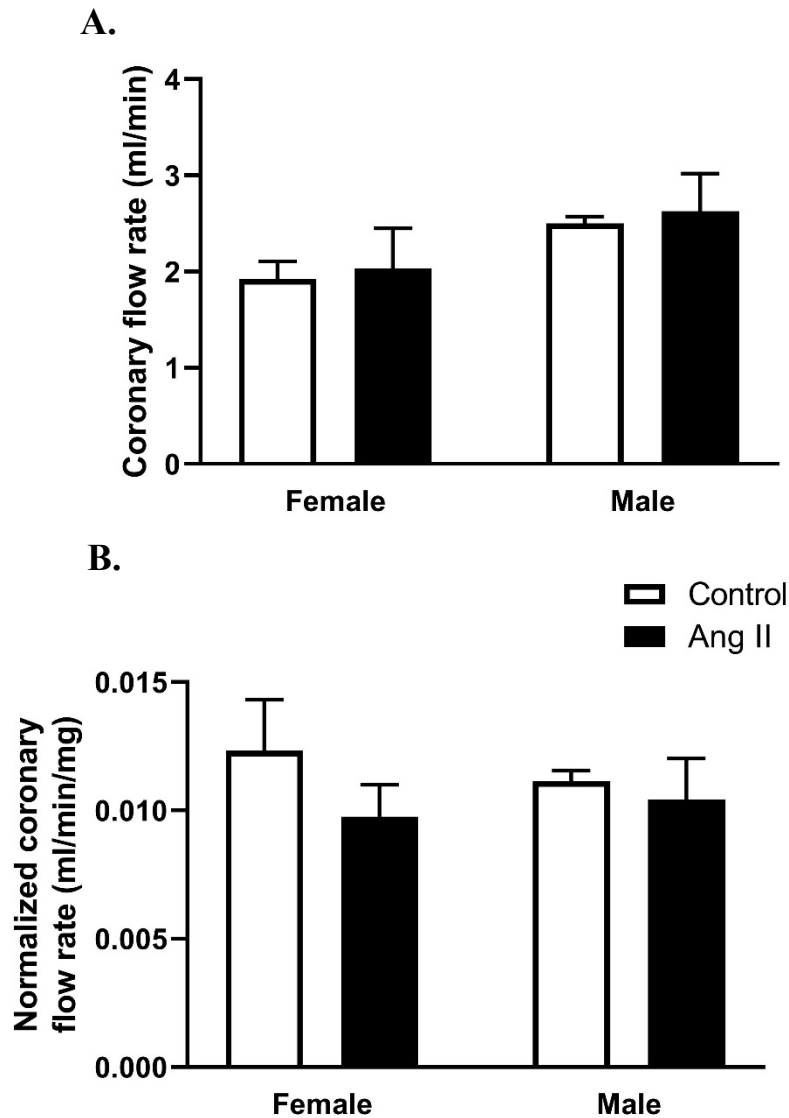 A.
Coronary flow rate (ml/min)
4
3
2
1
0
Female Male
B.
Control
Ang II
Normalized coronary
flow rate (ml/min/mg)
0.015
0.010
0.005
0.000
Female Male